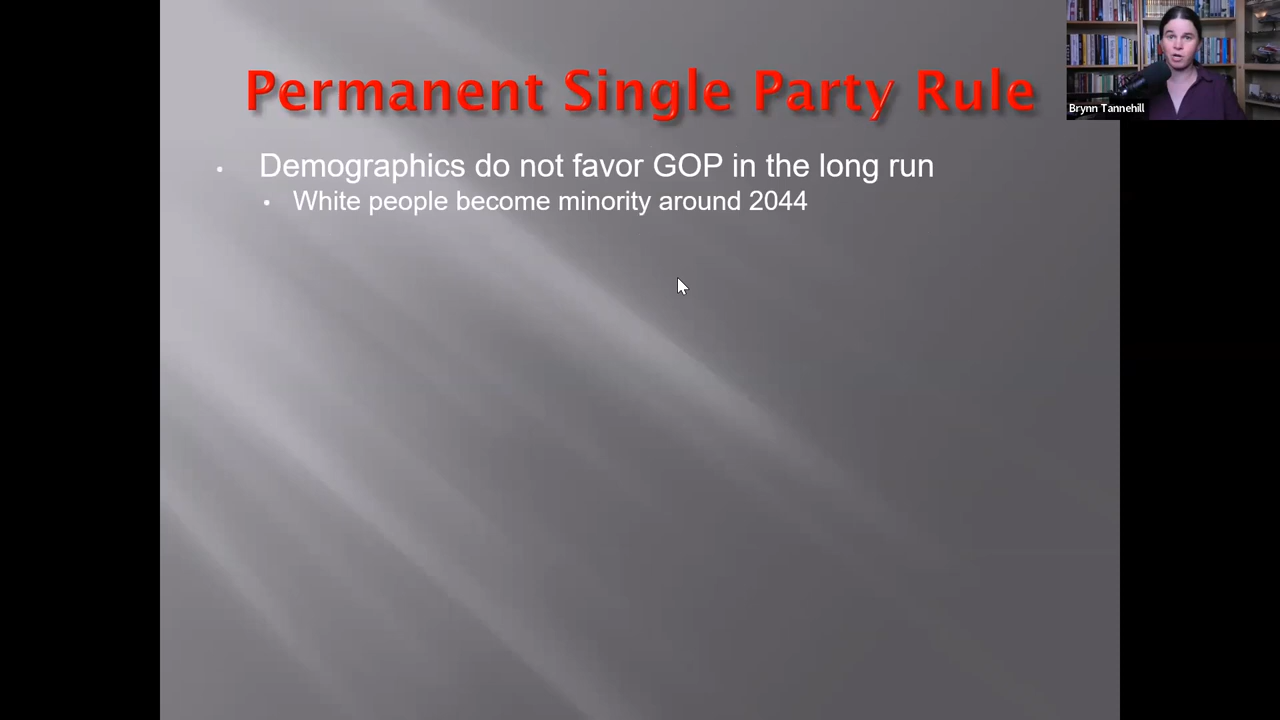 Permanent Single Party Rule
Brynn Tannehill
• Demographics do not favor GOP in the long run
• White people become minority around 2044